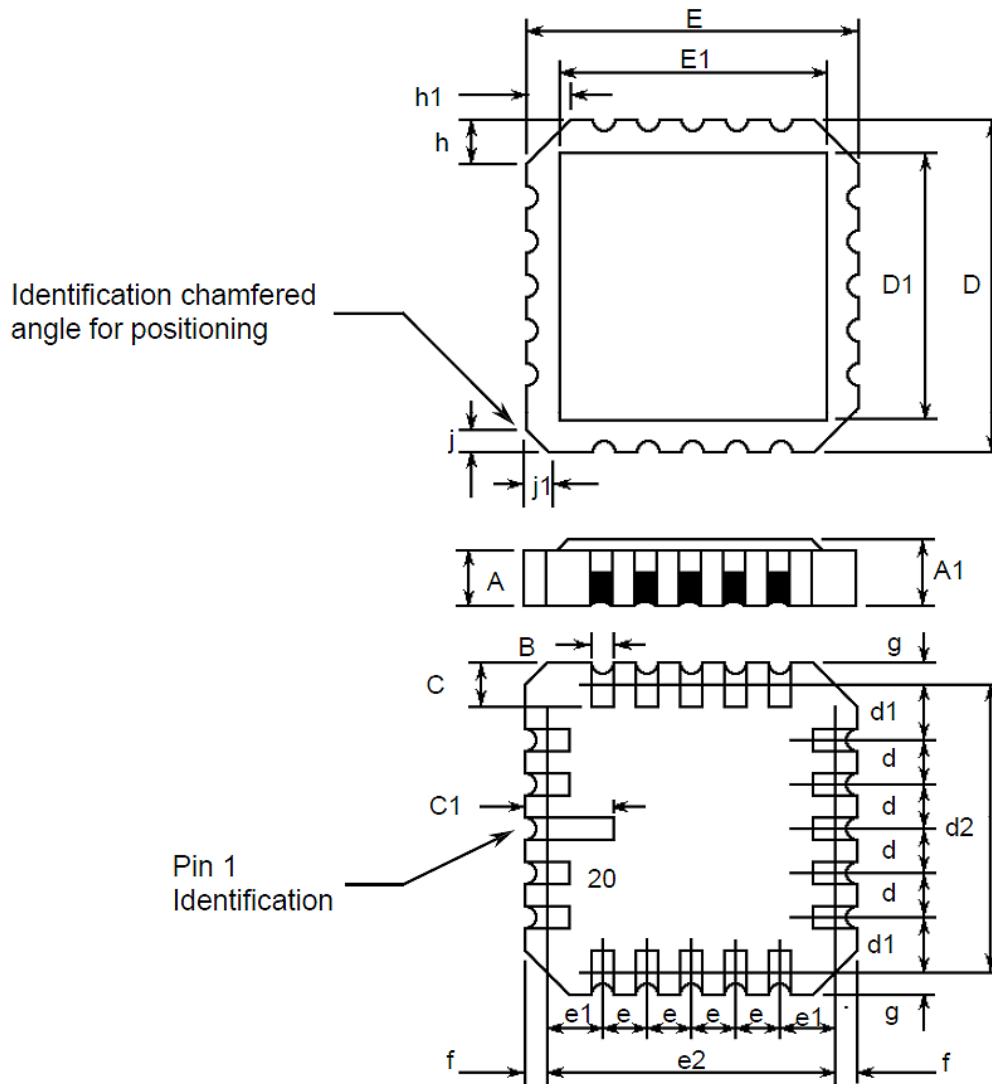 E
E1
h1
h
D1
D
Identification chamfered
angle for positioning
j
j1
A
A1
B
g
C
d1
d
C1
d
d2
d
Pin 1
Identification
20
d
d1
e1 e e e e e1
g
f
e2
f